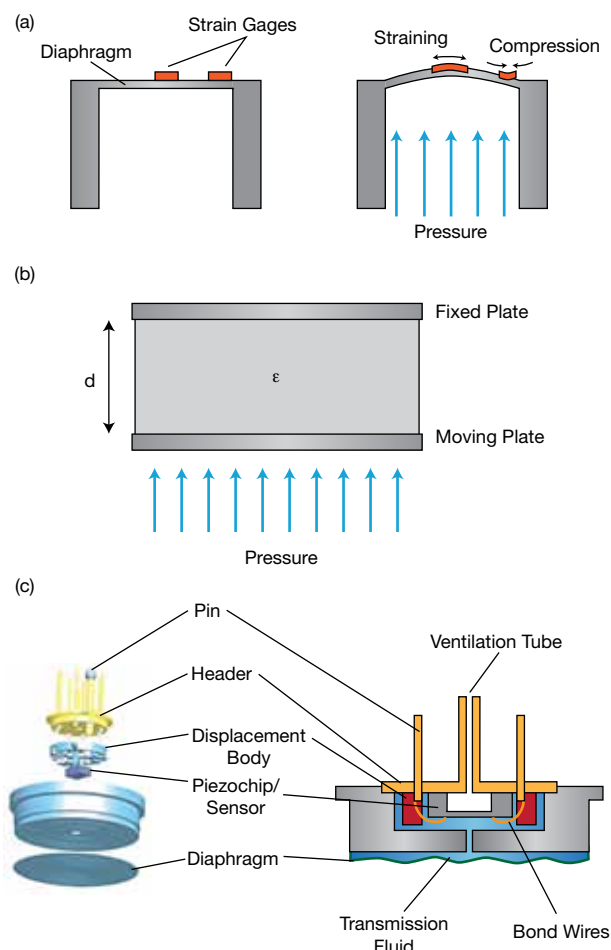 (a)
Strain Gages
Diaphragm
Straining
Compression
Pressure
(b)
Fixed Plate
d
ε
Moving Plate
Pressure
(c)
Pin
Ventilation Tube
Header
Displacement
Body
Piezochip/
Sensor
Diaphragm
Transmission
Fluid
Bond Wires